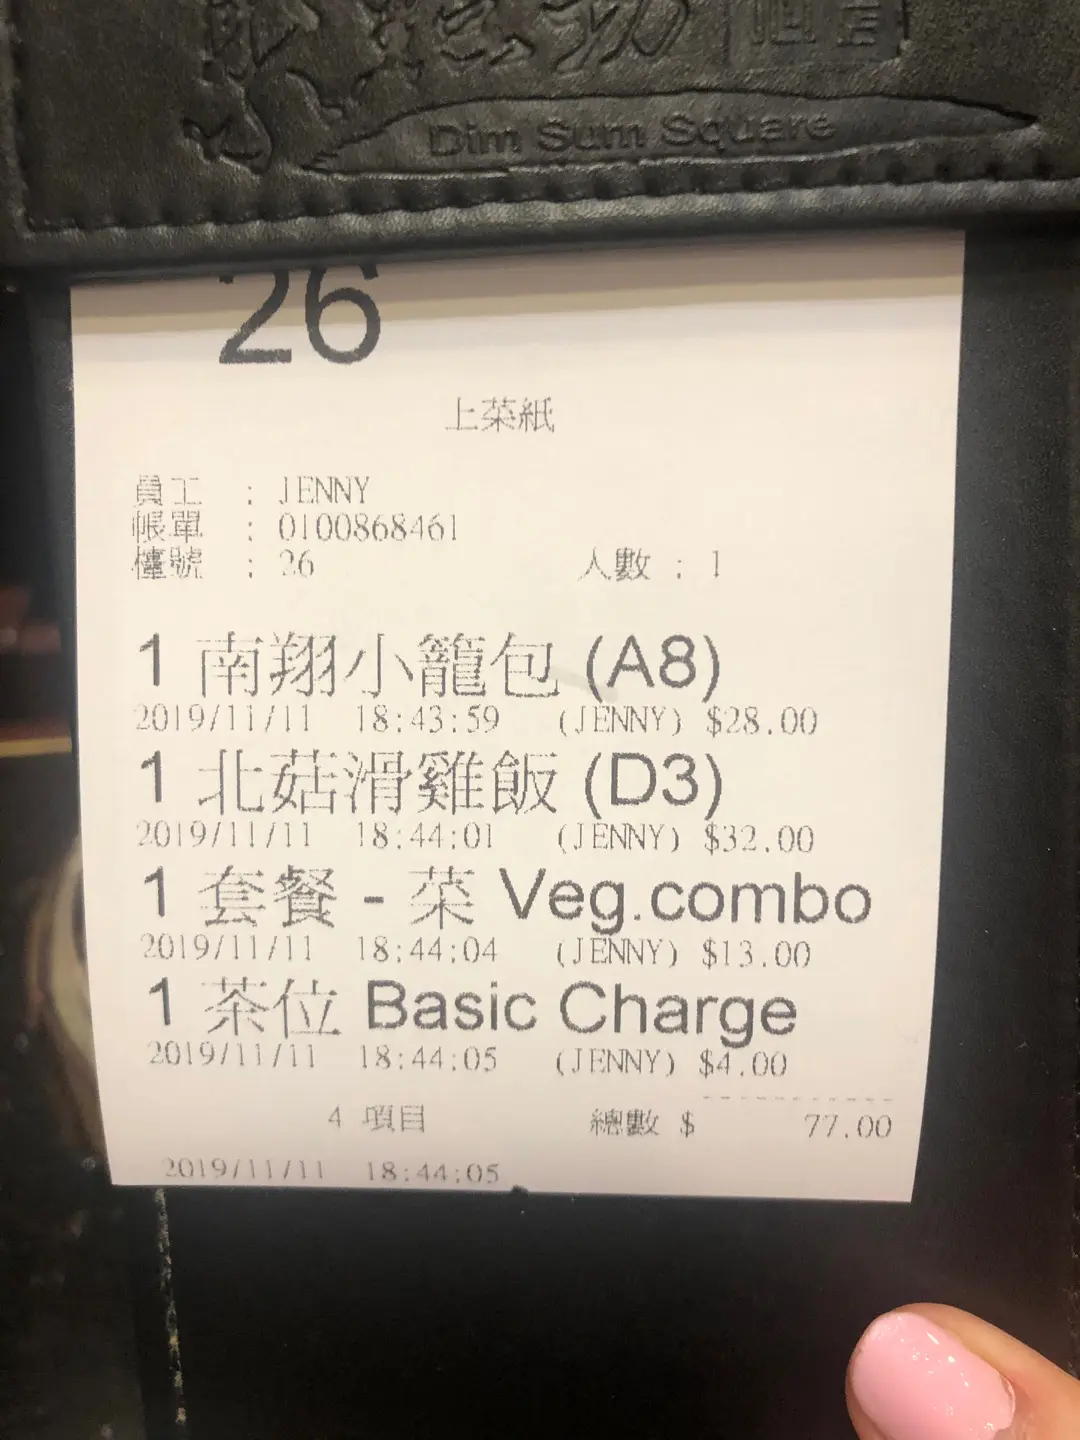 Dim Sum Square
26
上菜紙
員工 : JENNY
帳單 : 0100868461
檯號 : 26 人數 : 1
1 南翔小籠包 (A8)
2019/11/11 18:43:59 (JENNY) $28.00
1 北菇滑雞飯 (D3)
2019/11/11 18:44:01 (JENNY) $32.00
1 套餐 - 菜 Veg.combo
2019/11/11 18:44:04 (JENNY) $13.00
1 茶位 Basic Charge
2019/11/11 18:44:05 (JENNY) $4.00
4 項目 總數 $ 77.00
2019/11/11 18:44:05